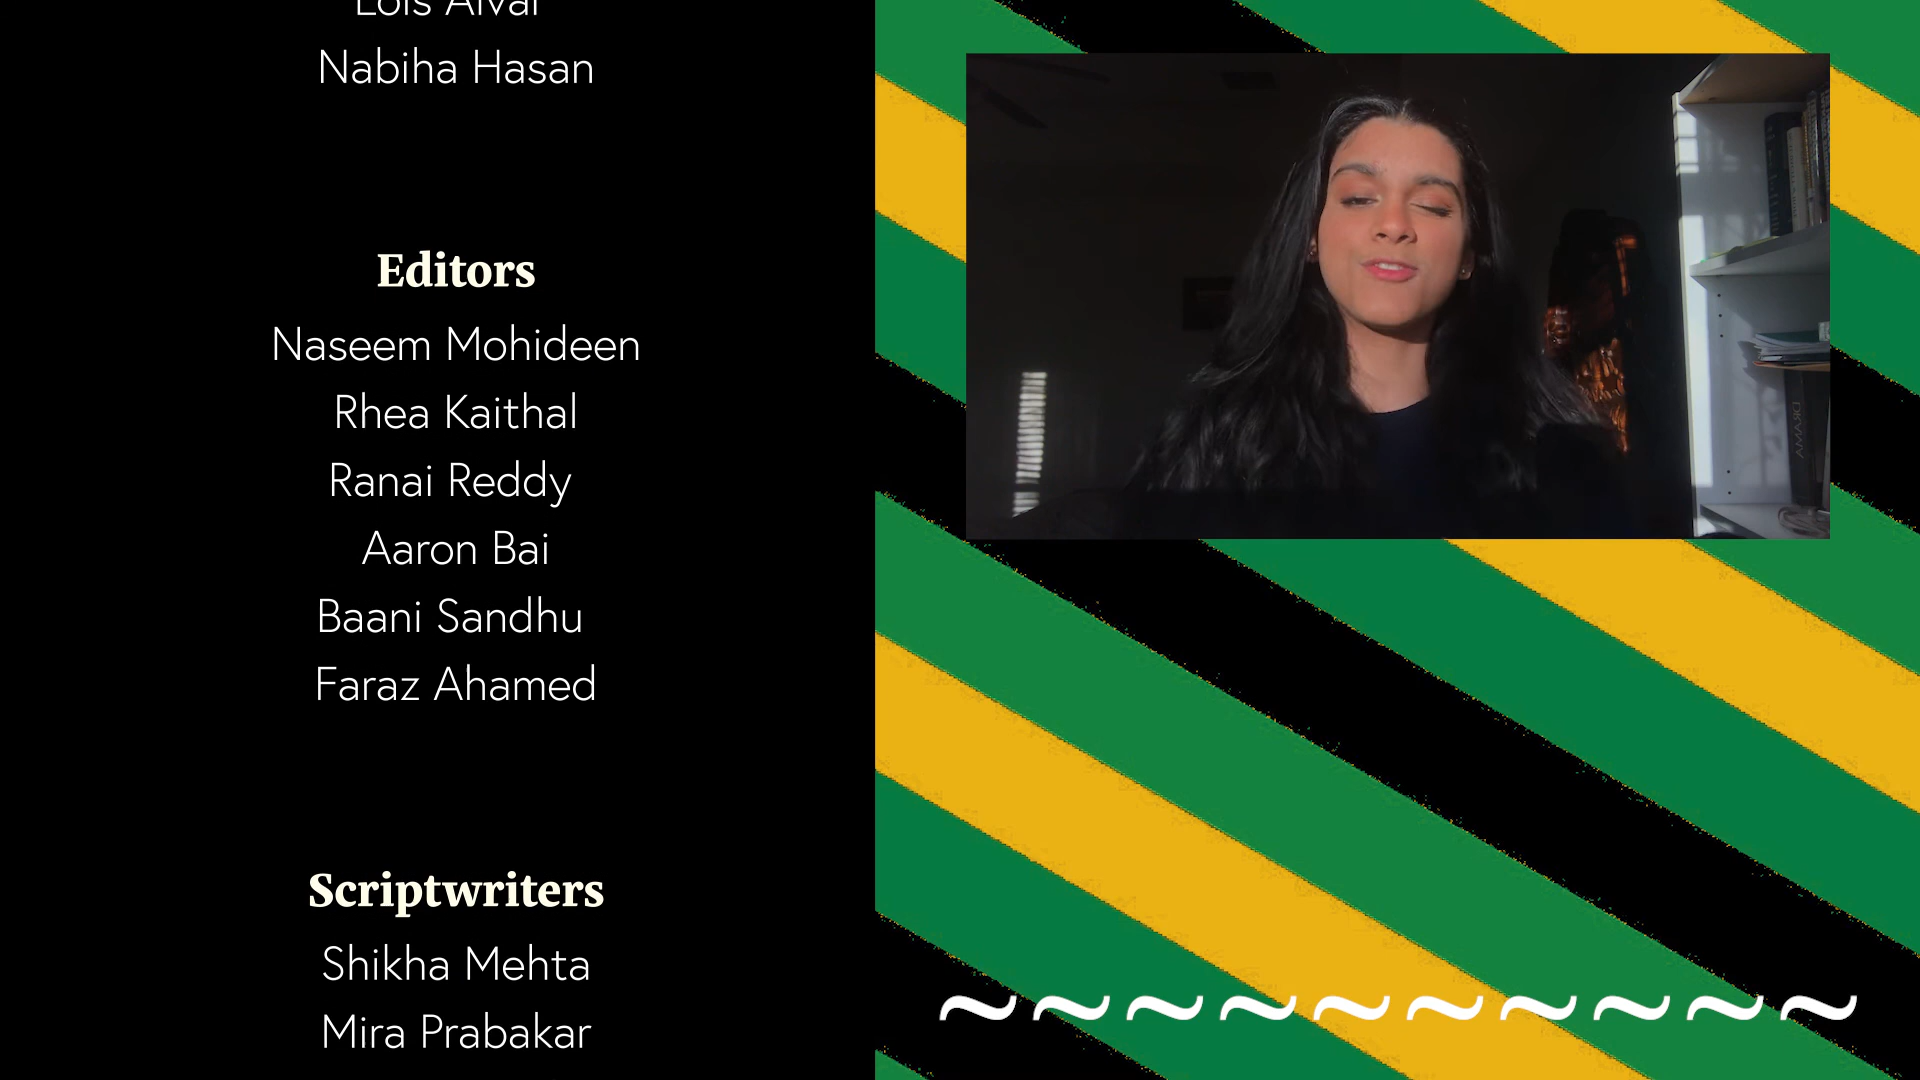 Nabiha Hasan
Editors
Naseem Mohideen
Rhea Kaithal
Ranai Reddy
Aaron Bai
Baani Sandhu
Faraz Ahamed
Scriptwriters
Shikha Mehta
Mira Prabakar